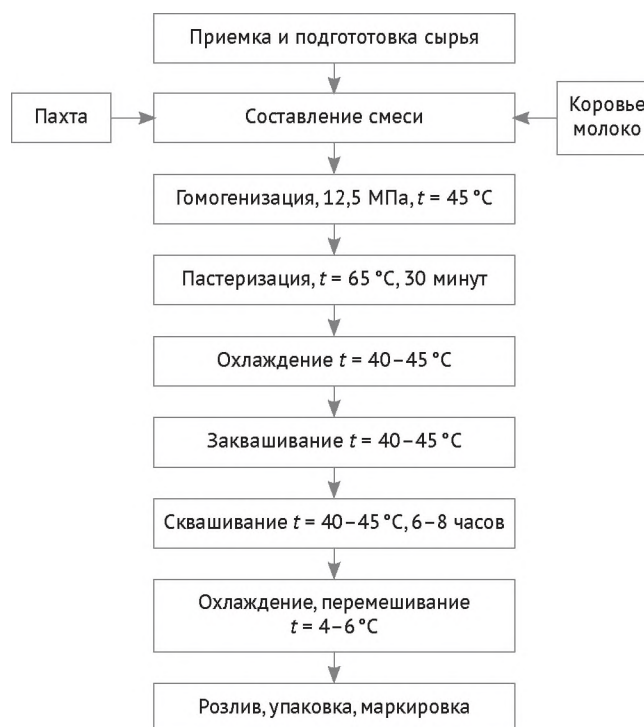 Приемка и подгототовка сырья
Пахта
Составление смеси
Коровье
молоко
Гомогенизация, 12,5 МПа, t = 45 °C
Пастеризация, t = 65 °C, 30 минут
Охлаждение t = 40–45 °C
Заквашивание t = 40–45 °C
Сквашивание t = 40–45 °C, 6–8 часов
Охлаждение, перемешивание
t = 4–6 °C
Розлив, упаковка, маркировка